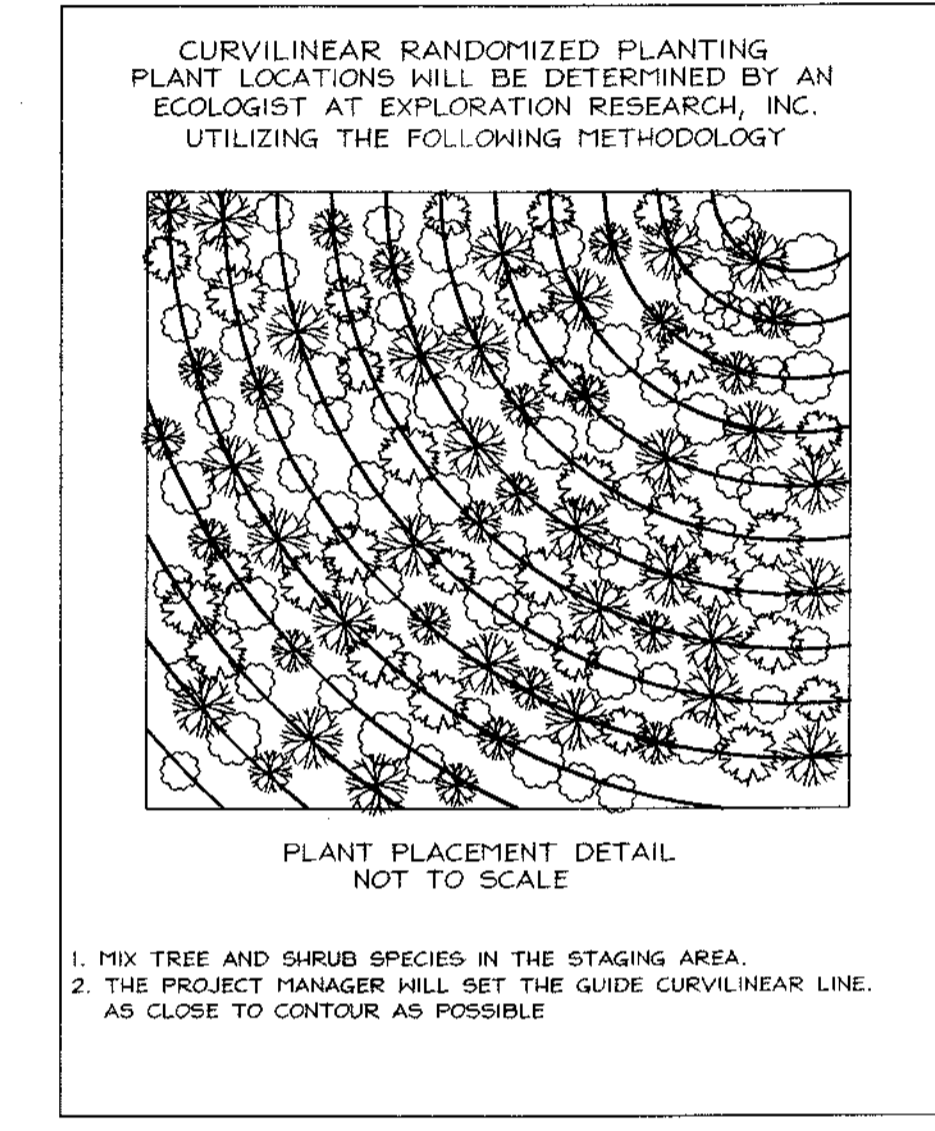 CURVILINEAR RANDOMIZED PLANTING
PLANT LOCATIONS WILL BE DETERMINED BY AN
ECOLOGIST AT EXPLORATION RESEARCH, INC.
UTILIZING THE FOLLOWING METHODOLOGY
PLANT PLACEMENT DETAIL
NOT TO SCALE
1. MIX TREE AND SHRUB SPECIES IN THE STAGING AREA.
2. THE PROJECT MANAGER WILL SET THE GUIDE CURVILINEAR LINE.
AS CLOSE TO CONTOUR AS POSSIBLE